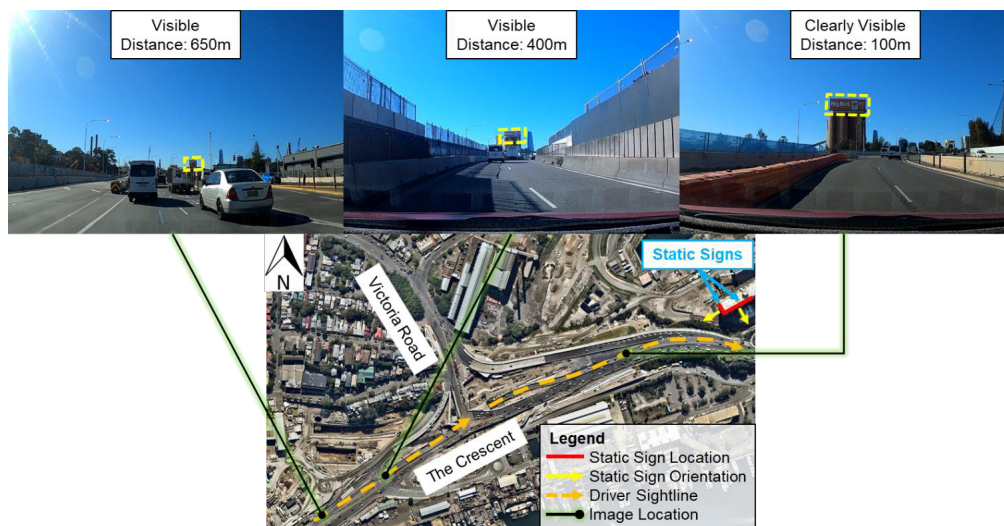 Visible
Distance: 650m
Visible
Distance: 400m
Clearly Visible
Distance: 100m
N
Victoria Road
The Crescent
Static Signs
Legend
Static Sign Location
Static Sign Orientation
Driver Sightline
Image Location